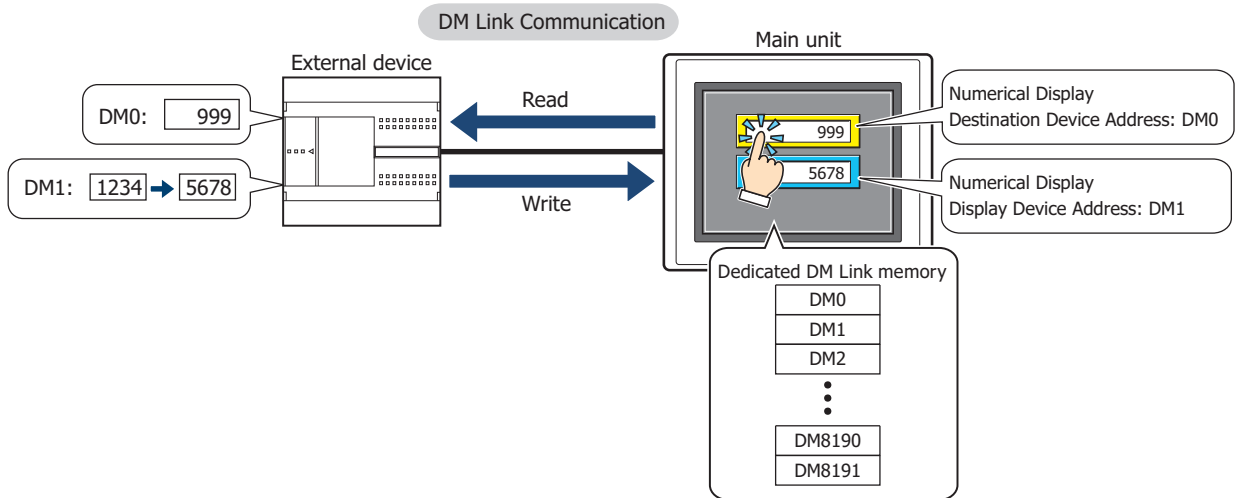 DM Link Communication
Main unit
External device
DM0: 999
Read
Numerical Display
Destination Device Address: DM0
999
DM1: 1234 5678
5678
Write
Numerical Display
Display Device Address: DM1
Dedicated DM Link memory
DM0
DM1
DM2
DM8190
DM8191